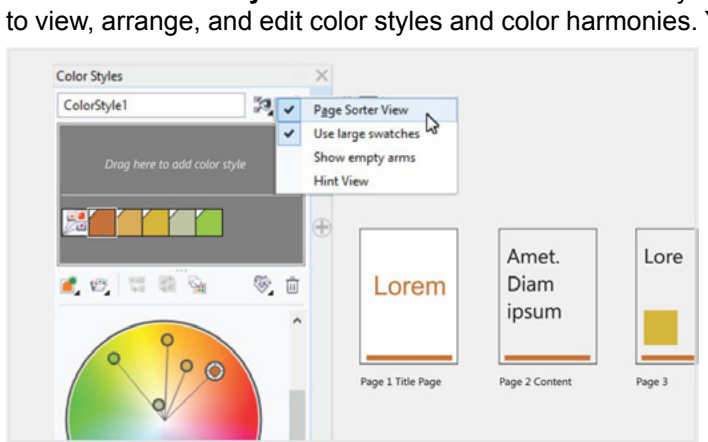 to view, arrange, and edit color styles and color harmonies.
Color Styles
ColorStyle1
Page Sorter View
Use large swatches
Show empty arms
Hint View
Drag here to add color style
Lorem
Amet.
Diam
ipsum
Lore
Page 1 Title Page
Page 2 Content
Page 3